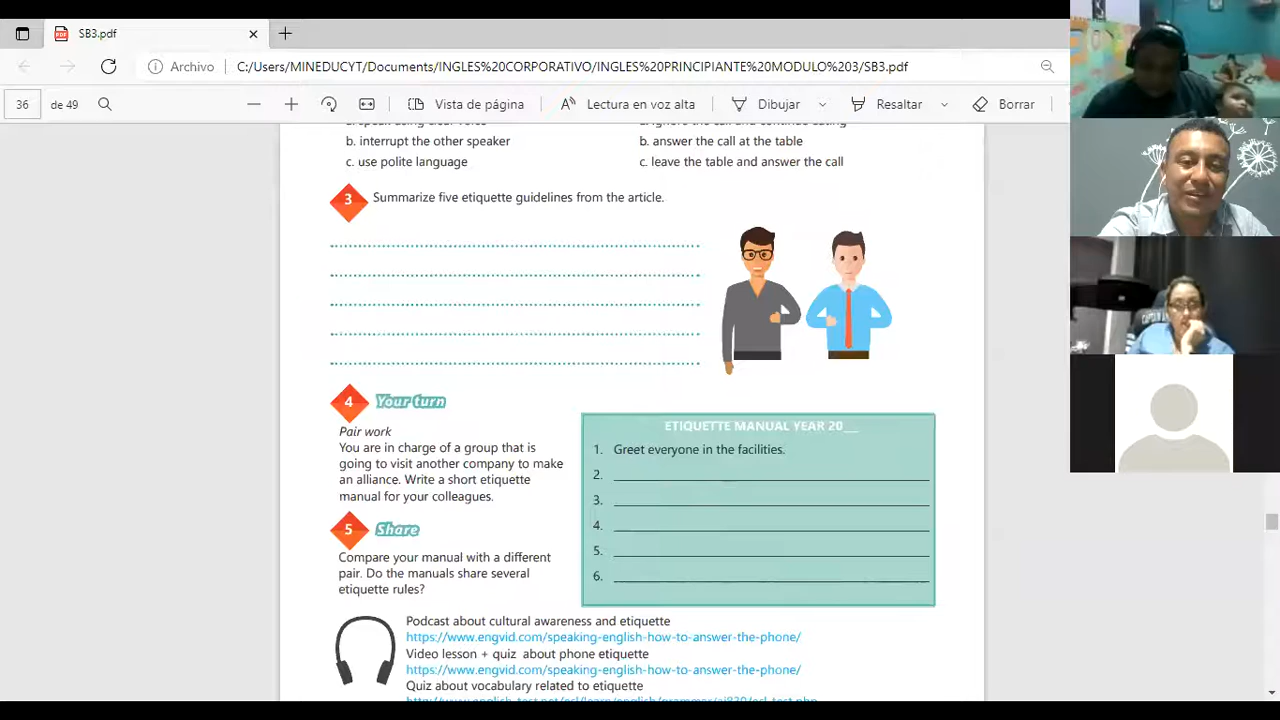 SB3.pdf
Archivo
C:/Users/MINEDUCYT/Documents/INGLES%20CORPORATIVO/INGLES%20PRINCIPIANTE%20MODULO%203/SB3.pdf
36 de 49
Vista de página
Lectura en voz alta
Dibujar
Resaltar
Borrar
b. interrupt the other speaker
c. use polite language
a. ignore the call and continue eating
b. answer the call at the table
c. leave the table and answer the call
3 Summarize five etiquette guidelines from the article.
4 Your turn
Pair work
You are in charge of a group that is
going to visit another company to make
an alliance. Write a short etiquette
manual for your colleagues.
ETIQUETTE MANUAL YEAR 20__
1. Greet everyone in the facilities.
2.
3.
4.
5.
6.
5 Share
Compare your manual with a different
pair. Do the manuals share several
etiquette rules?
Podcast about cultural awareness and etiquette
https://www.engvid.com/speaking-english-how-to-answer-the-phone/
Video lesson + quiz about phone etiquette
https://www.engvid.com/speaking-english-how-to-answer-the-phone/
Quiz about vocabulary related to etiquette